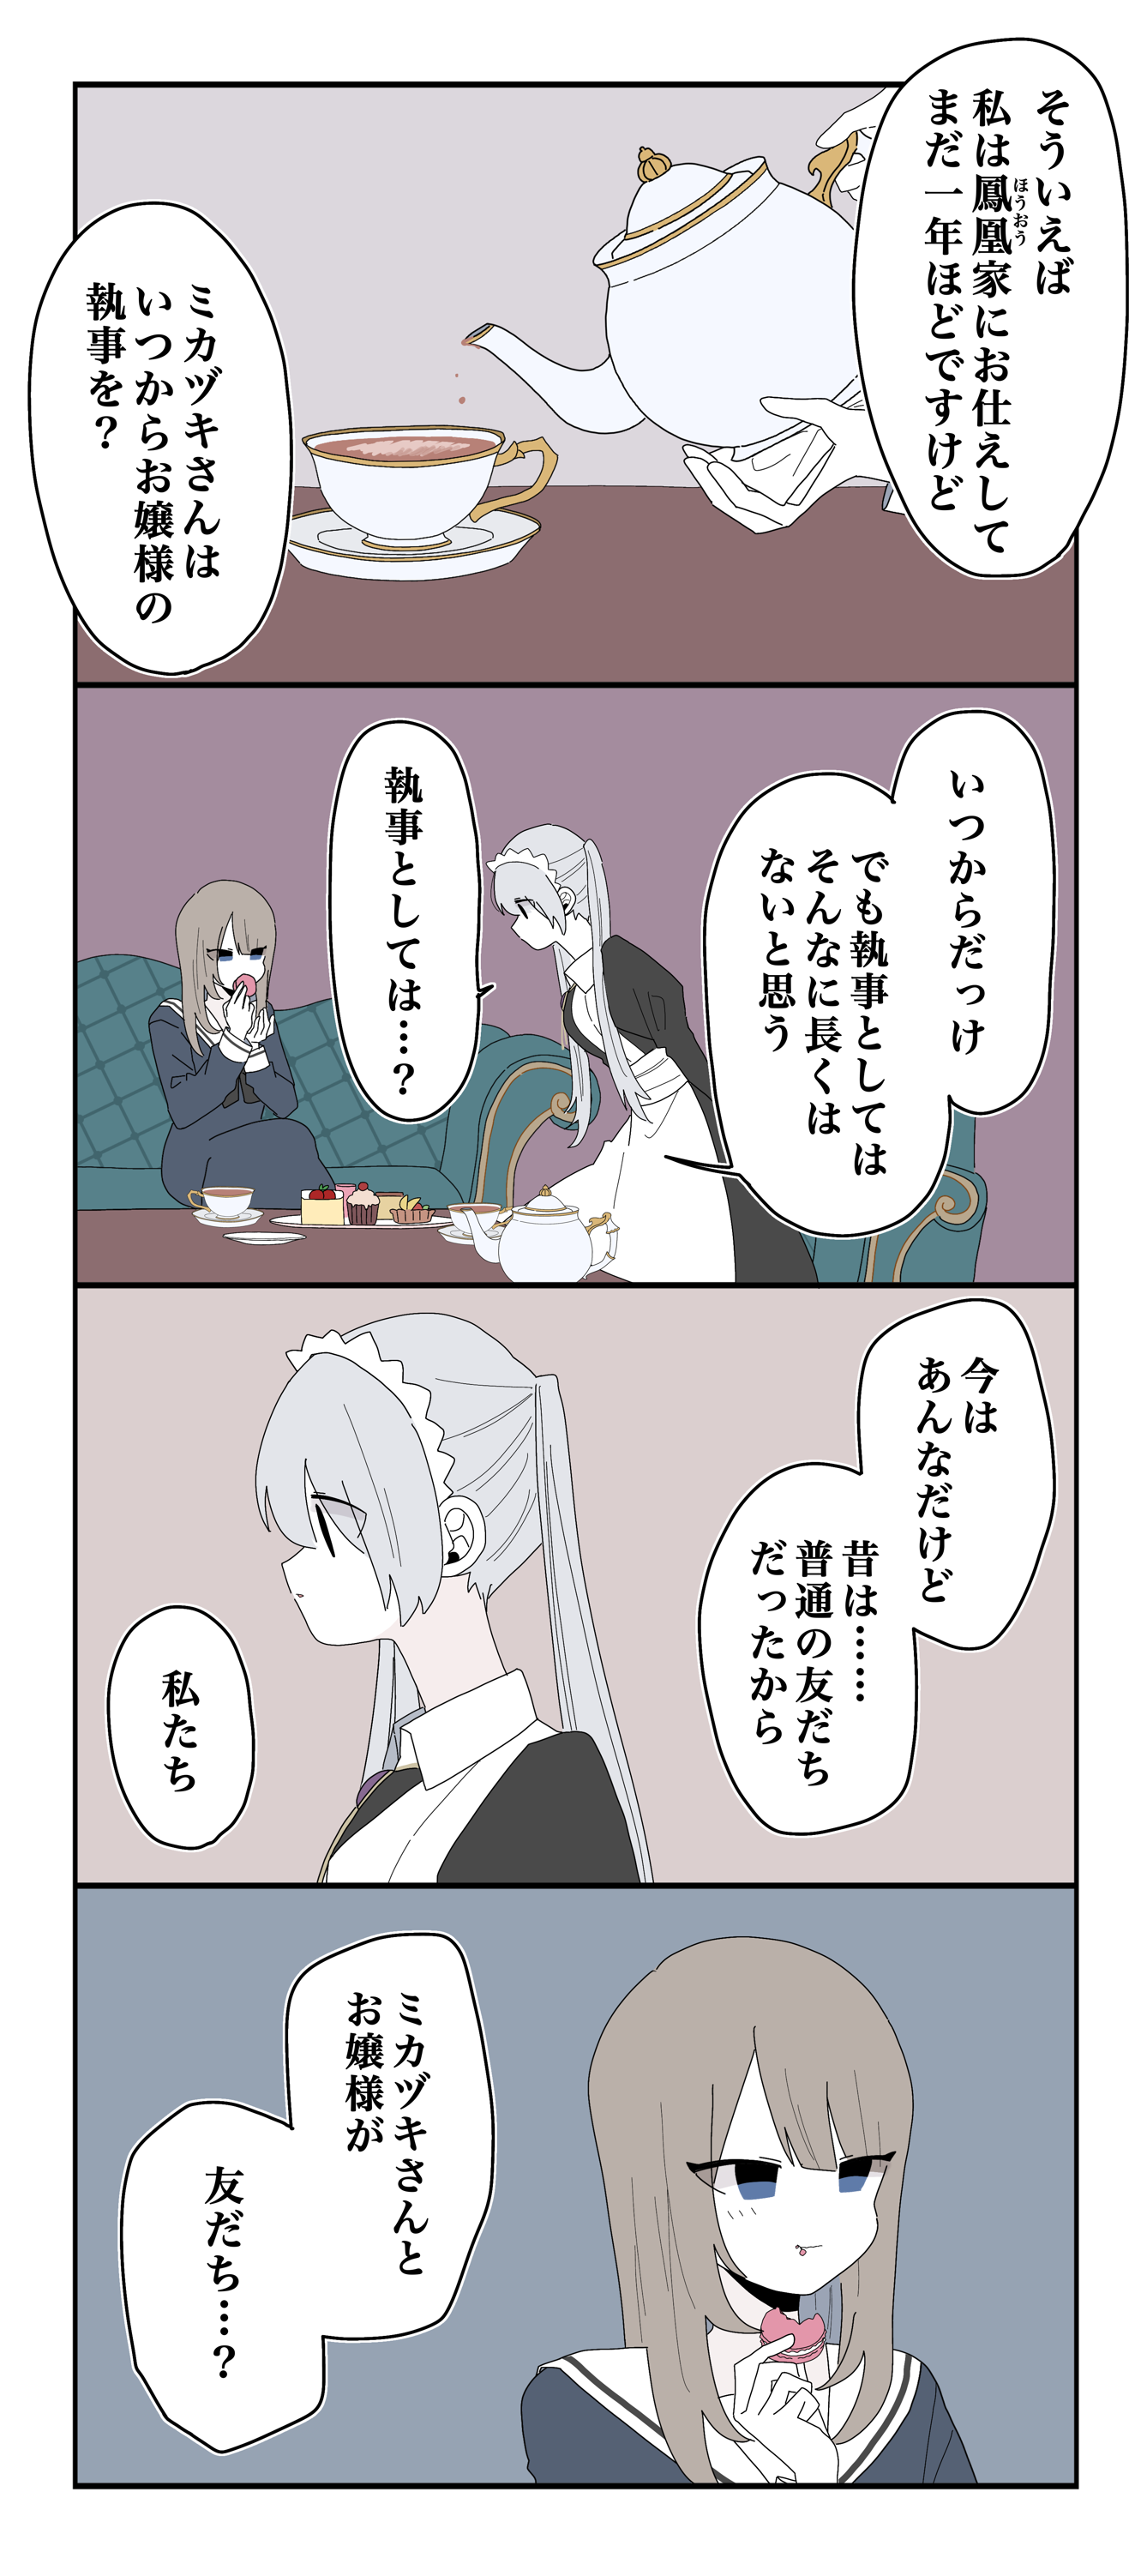 そういえば
私は鳳凰家にお仕えして
ほうおう
まだ一年ほどですけど
ミカヅキさんは
いつからお嬢様の
執事を？
いつからだっけ
でも執事としては
そんなに長くは
ないと思う
執事としては…？
今は
あんなだけど
昔は……
普通の友だち
だったから
私たち
ミカヅキさんと
お嬢様が
友だち…？